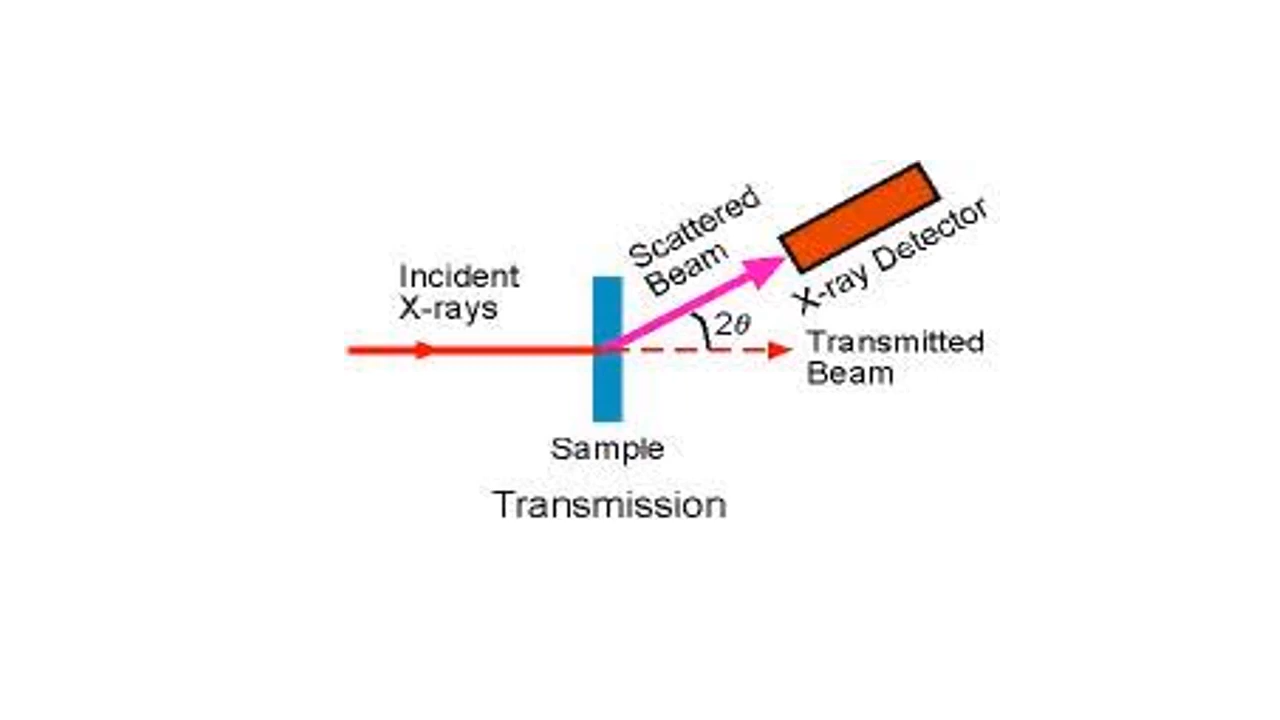 Scattered
Beam
X-ray Detector
Incident
X-rays
2θ
Transmitted
Beam
Sample
Transmission